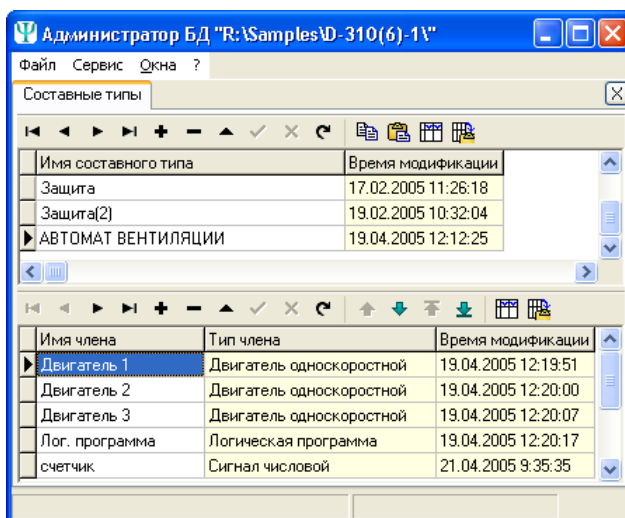 Ψ Администратор БД "R:\Samples\D-310(6)-1\"
Файл Сервис Окна ?
Составные типы
Имя составного типа Время модификации
Защита 17.02.2005 11:26:18
Защита(2) 19.02.2005 10:32:04
АВТОМАТ ВЕНТИЛЯЦИИ 19.04.2005 12:12:25
Имя члена Тип члена Время модификации
Двигатель 1 Двигатель односкоростной 19.04.2005 12:19:51
Двигатель 2 Двигатель односкоростной 19.04.2005 12:20:00
Двигатель 3 Двигатель односкоростной 19.04.2005 12:20:07
Лог. программа Логическая программа 19.04.2005 12:20:17
счетчик Сигнал числовой 21.04.2005 9:35:35